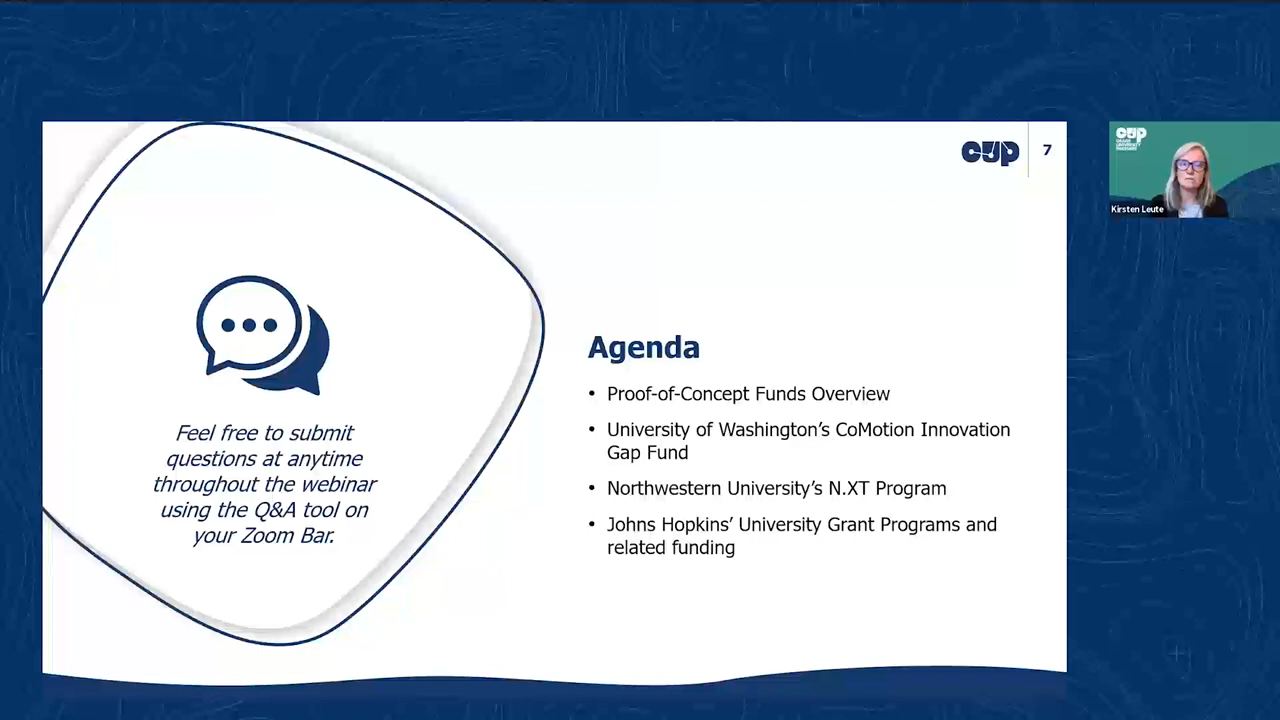 cup
7
cup
Kirsten Leute
Agenda
• Proof-of-Concept Funds Overview
• University of Washington's CoMotion Innovation
Gap Fund
• Northwestern University's N.XT Program
• Johns Hopkins' University Grant Programs and
related funding
Feel free to submit
questions at anytime
throughout the webinar
using the Q&A tool on
your Zoom Bar.